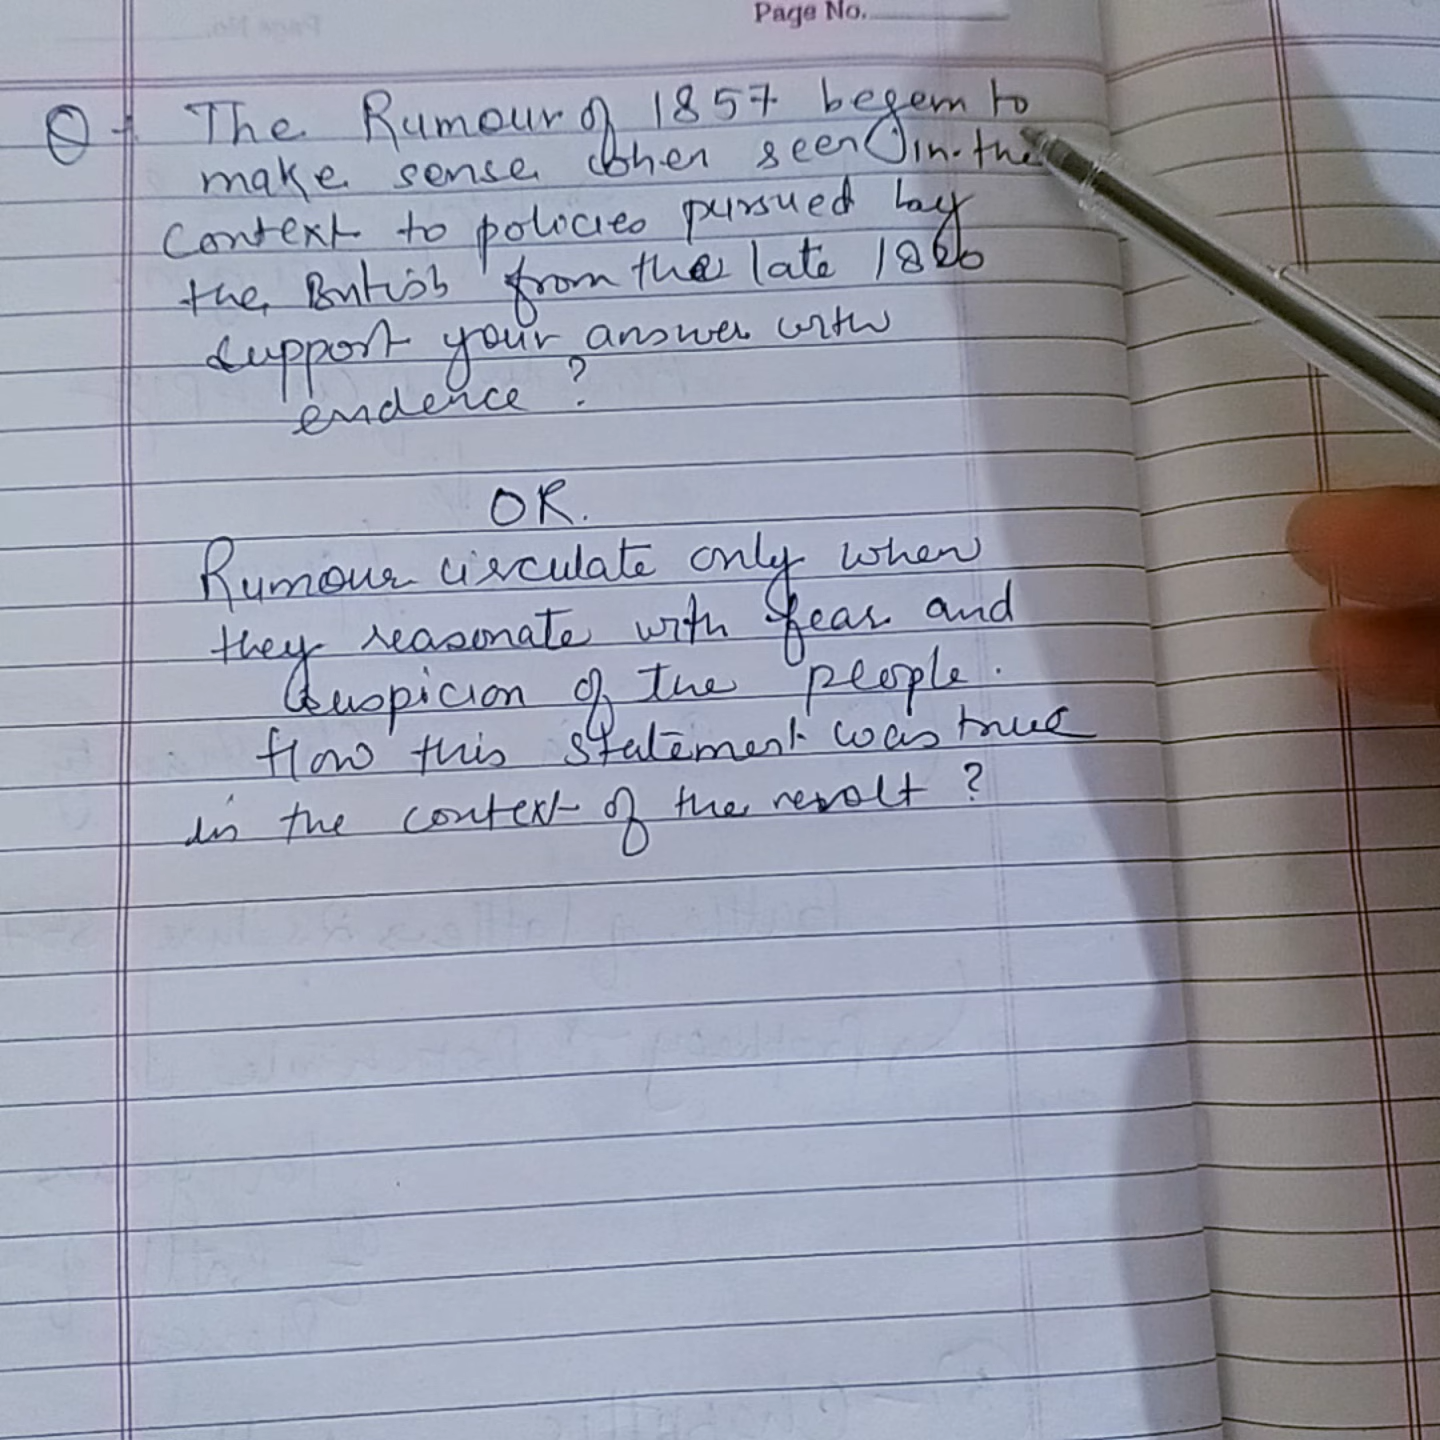 Page No.
Q - The Rumour of 1857 begem to
make sense when seen in the
context to policies pursued by
the British from the late 1820
support your answer with
endence ?
OR.
Rumour circulate only when
they reasonate with fear and
suspicion of the people.
How this statement was true
in the context of the revolt ?